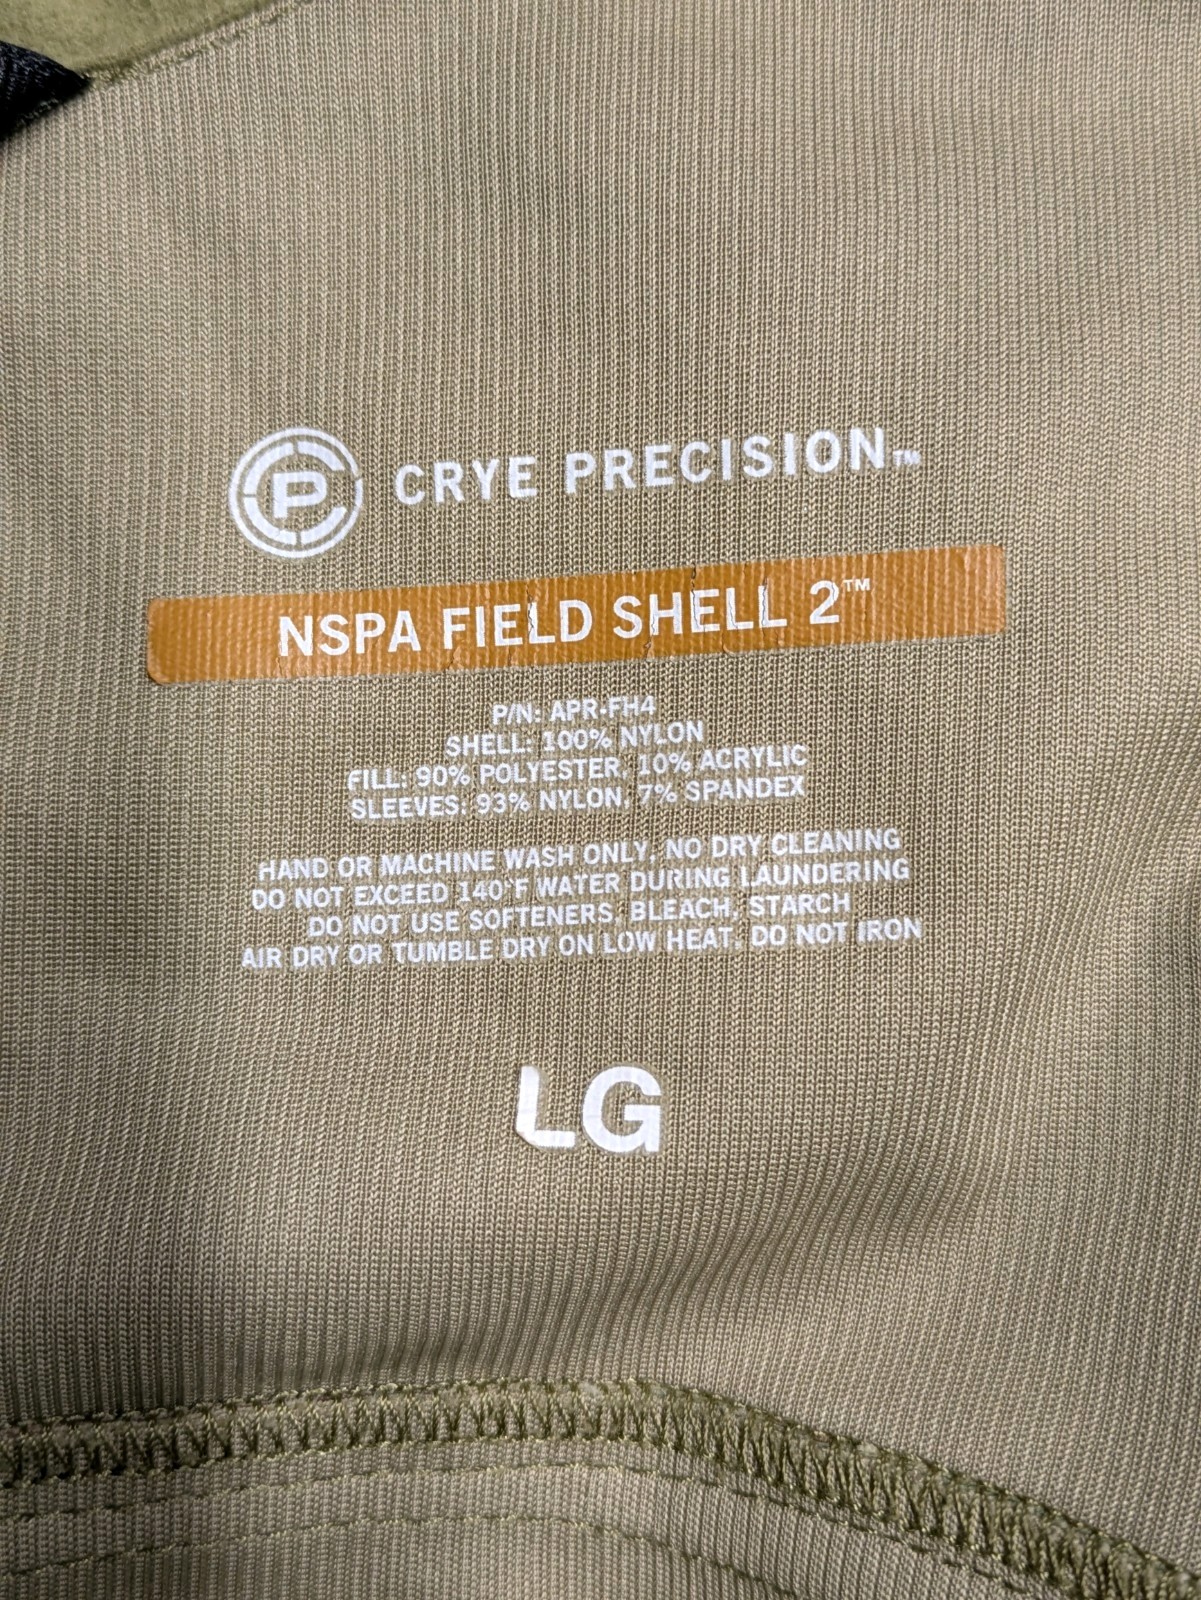 CP CRYE PRECISION™
NSPA FIELD SHELL 2™
P/N: APR-FH4
SHELL: 100% NYLON
FILL: 90% POLYESTER, 10% ACRYLIC
SLEEVES: 93% NYLON, 7% SPANDEX
HAND OR MACHINE WASH ONLY, NO DRY CLEANING
DO NOT EXCEED 140°F WATER DURING LAUNDERING
DO NOT USE SOFTENERS, BLEACH, STARCH
AIR DRY OR TUMBLE DRY ON LOW HEAT. DO NOT IRON
LG